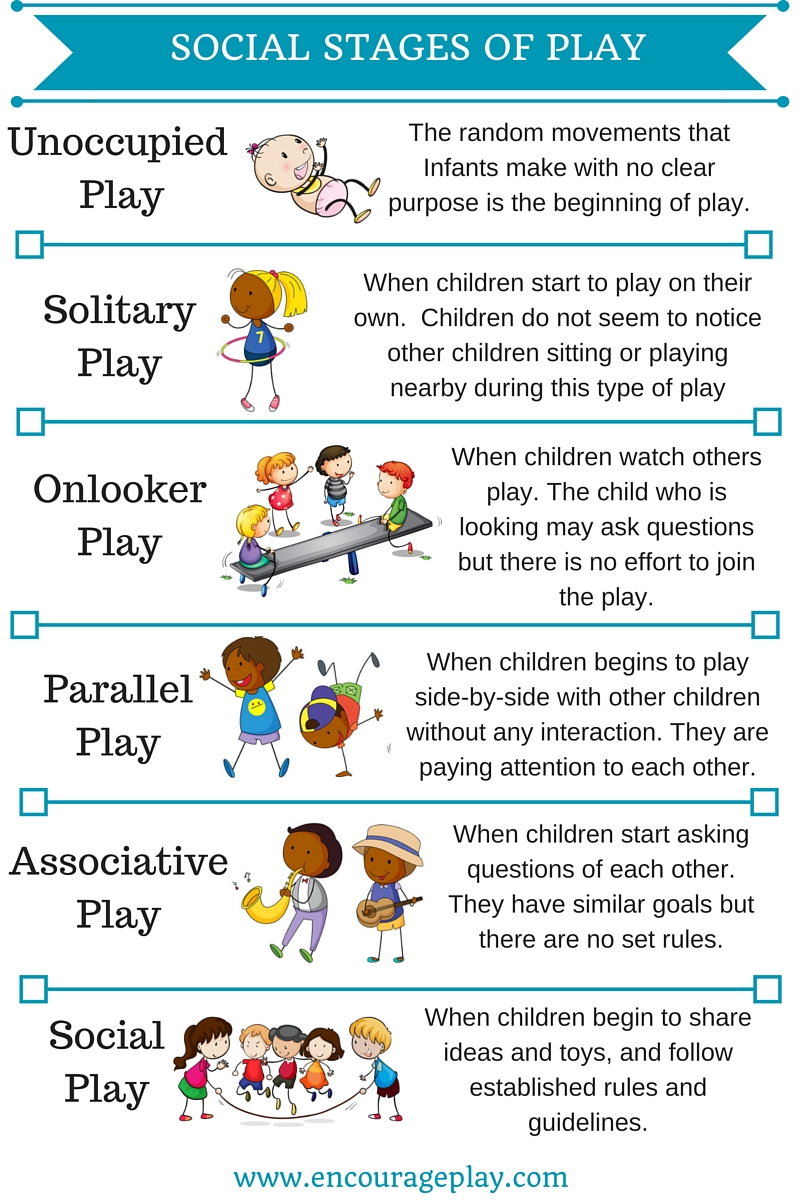 SOCIAL STAGES OF PLAY
Unoccupied
Play
The random movements that
Infants make with no clear
purpose is the beginning of play.
Solitary
Play
7
When children start to play on their
own.  Children do not seem to notice
other children sitting or playing
nearby during this type of play
Onlooker
Play
When children watch others
play. The child who is
looking may ask questions
but there is no effort to join
the play.
Parallel
Play
When children begins to play
side-by-side with other children
without any interaction. They are
paying attention to each other.
Associative
Play
When children start asking
questions of each other.
They have similar goals but
there are no set rules.
Social
Play
When children begin to share
ideas and toys, and follow
established rules and
guidelines.
www.encourageplay.com